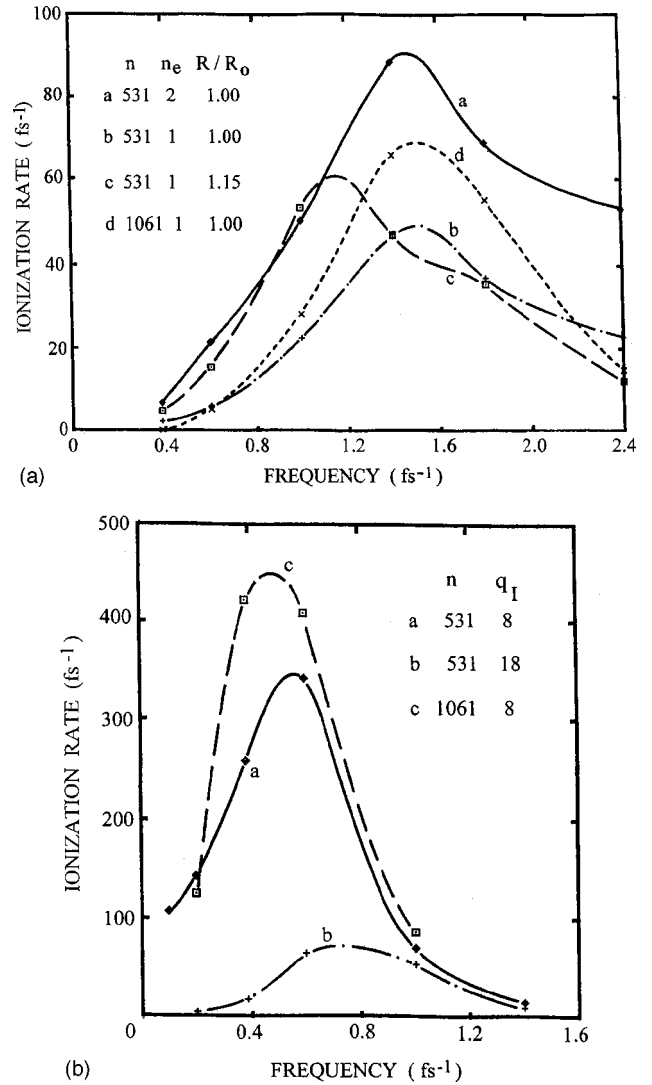 100
80
60
40
20
0
IONIZATION RATE ( fs⁻¹)
n nₑ R / Rₒ
a 531 2 1.00
b 531 1 1.00
c 531 1 1.15
d 1061 1 1.00
a
d
b
c
0 0.4 0.8 1.2 1.6 2.0 2.4
FREQUENCY ( fs⁻¹)
(a)
500
400
300
200
100
IONIZATION RATE (fs⁻¹)
n q_I
a 531 8
b 531 18
c 1061 8
c
a
b
0 0.4 0.8 1.2 1.6
FREQUENCY ( fs⁻¹)
(b)